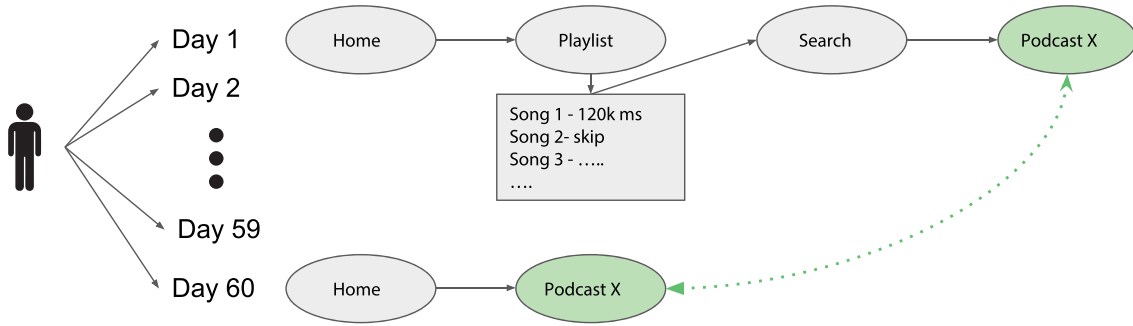 Day 1
Home
Playlist
Search
Podcast X
Day 2
Song 1 - 120k ms
Song 2- skip
Song 3 - …..
….
Day 59
Day 60
Home
Podcast X